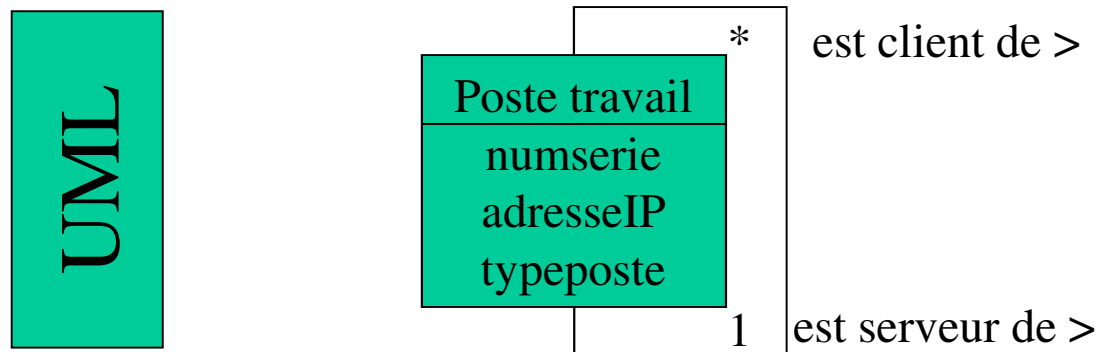 UML
*
est client de >
Poste travail
numserie
adresseIP
typeposte
1
est serveur de >